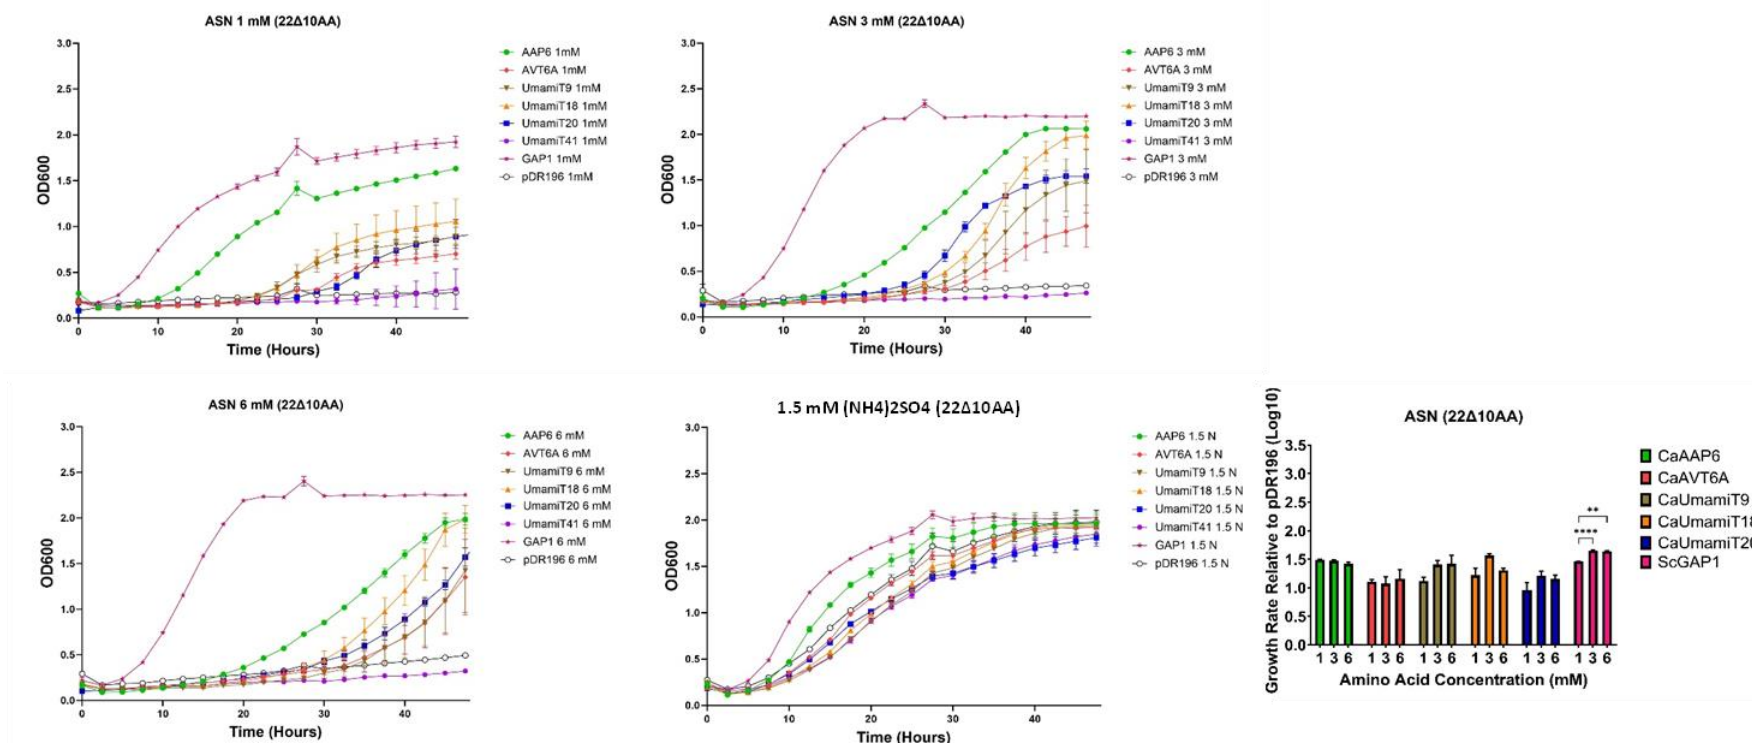 ASN 1 mM (22Δ10AA)
OD600
3.0
2.5
2.0
1.5
1.0
0.5
0.0
0
10
20
30
40
Time (Hours)
AAP6 1mM
AVT6A 1mM
UmamiT9 1mM
UmamiT18 1mM
UmamiT20 1mM
UmamiT41 1mM
GAP1 1mM
pDR196 1mM
ASN 3 mM (22Δ10AA)
OD600
3.0
2.5
2.0
1.5
1.0
0.5
0.0
0
10
20
30
40
Time (Hours)
AAP6 3 mM
AVT6A 3 mM
UmamiT9 3 mM
UmamiT18 3 mM
UmamiT20 3 mM
UmamiT41 3 mM
GAP1 3 mM
pDR196 3 mM
ASN 6 mM (22Δ10AA)
OD600
3.0
2.5
2.0
1.5
1.0
0.5
0.0
0
10
20
30
40
Time (Hours)
AAP6 6 mM
AVT6A 6 mM
UmamiT9 6 mM
UmamiT18 6 mM
UmamiT20 6 mM
UmamiT41 6 mM
GAP1 6 mM
pDR196 6 mM
1.5 mM (NH4)2SO4 (22Δ10AA)
OD600
3.0
2.5
2.0
1.5
1.0
0.5
0.0
0
10
20
30
40
Time (Hours)
AAP6 1.5 N
AVT6A 1.5 N
UmamiT9 1.5 N
UmamiT18 1.5 N
UmamiT20 1.5 N
UmamiT41 1.5 N
GAP1 1.5 N
pDR196 1.5 N
ASN (22Δ10AA)
Growth Rate Relative to pDR196 (Log10)
3.5
3.0
2.5
2.0
1.5
1.0
0.5
0.0
**
****
1 3 6 1 3 6 1 3 6 1 3 6 1 3 6 1 3 6
Amino Acid Concentration (mM)
CaAAP6
CaAVT6A
CaUmamiT9
CaUmamiT18
CaUmamiT20
ScGAP1